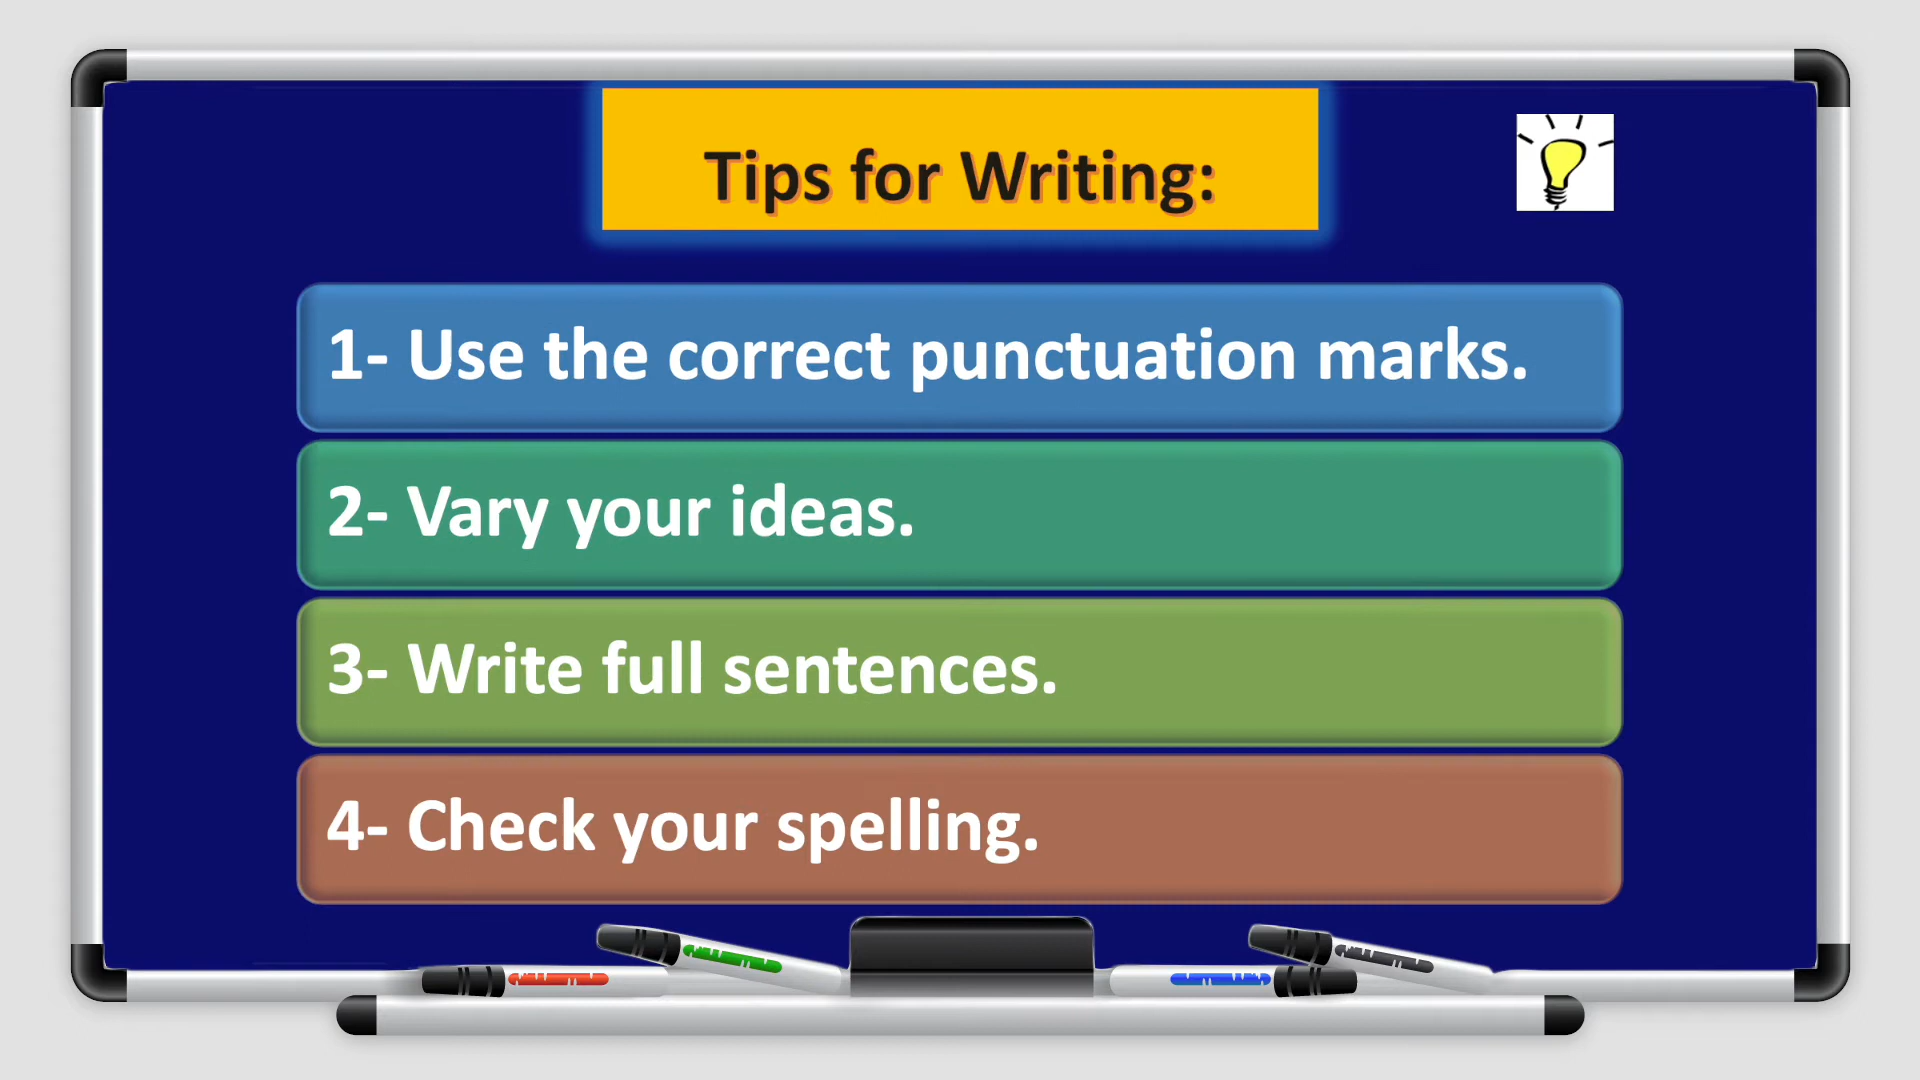 Tips for Writing:
1- Use the correct punctuation marks.
2- Vary your ideas.
3- Write full sentences.
4- Check your spelling.